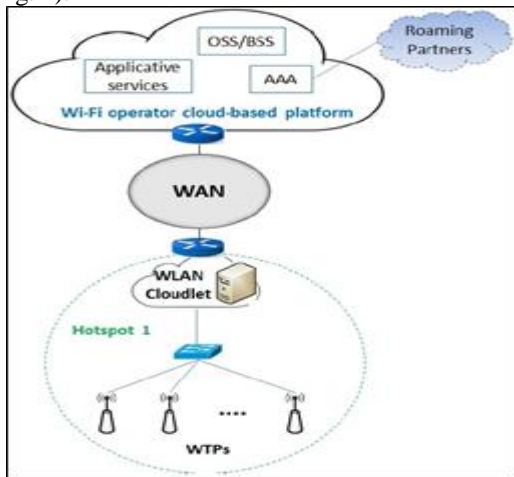 OSS/BSS
Roaming
Partners
Applicative
services
AAA
Wi-Fi operator cloud-based platform
WAN
WLAN
Cloudlet
Hotspot 1
....
WTPs